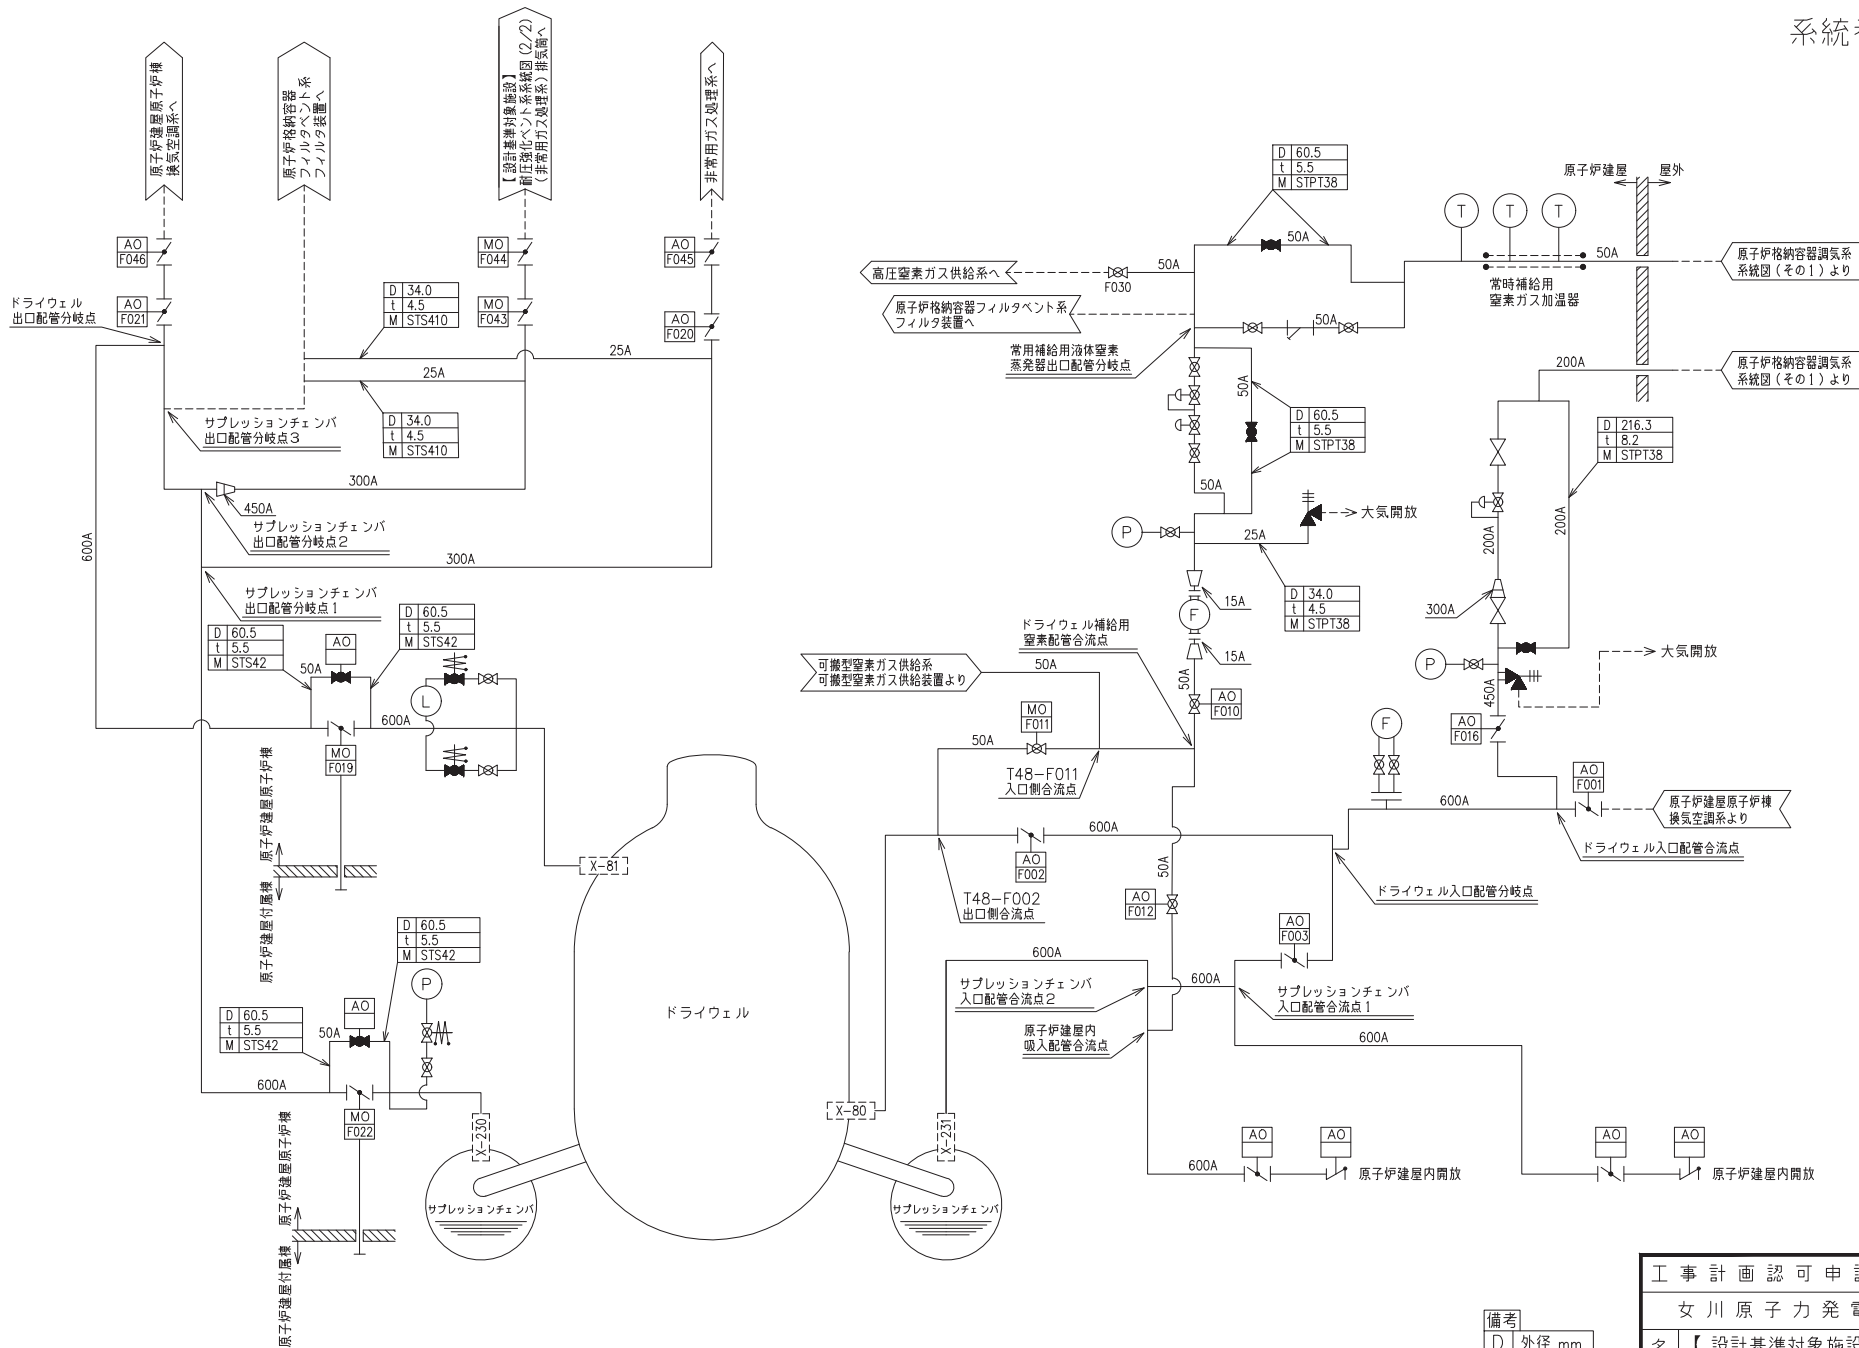 系統
原子炉建屋原子炉棟
換気空調系へ
原子炉格納容器
フィルタベント系
フィルタ装置へ
【設計基準対象施設】
耐圧強化ベント系系統図(2/2)
(非常用ガス処理系)排気筒へ
非常用ガス処理系へ
AO
F046
MO
F044
AO
F045
AO
F021
MO
F043
AO
F020
ドライウェル
出口配管分岐点
D 34.0
t 4.5
M STS410
25A
25A
D 34.0
t 4.5
M STS410
サプレッションチェンバ
出口配管分岐点3
300A
450A
サプレッションチェンバ
出口配管分岐点2
600A
300A
サプレッションチェンバ
出口配管分岐点1
D 60.5
t 5.5
M STS42
D 60.5
t 5.5
M STS42
50A
AO
L
600A
MO
F019
原子炉建屋原子炉棟
原子炉建屋付属棟
X-81
D 60.5
t 5.5
M STS42
P
D 60.5
t 5.5
M STS42
50A
AO
600A
MO
F022
原子炉建屋原子炉棟
原子炉建屋付属棟
X-230
サプレッションチェンバ
ドライウェル
X-80
X-231
サプレッションチェンバ
D 60.5
t 5.5
M STPT38
50A
高圧窒素ガス供給系へ
F030
50A
原子炉格納容器フィルタベント系
フィルタ装置へ
50A
常用補給用液体窒素
蒸発器出口配管分岐点
T
T
T
常時補給用
窒素ガス加温器
原子炉建屋
屋外
50A
原子炉格納容器調気系
系統図(その1)より
200A
原子炉格納容器調気系
系統図(その1)より
50A
D 60.5
t 5.5
M STPT38
D 216.3
t 8.2
M STPT38
50A
P
25A
大気開放
200A
200A
15A
F
15A
D 34.0
t 4.5
M STPT38
300A
ドライウェル補給用
窒素配管合流点
P
大気開放
可搬型窒素ガス供給系
可搬型窒素ガス供給装置より
50A
50A
AO
F010
450A
AO
F016
MO
F011
50A
T48-F011
入口側合流点
F
AO
F001
600A
原子炉建屋原子炉棟
換気空調系より
ドライウェル入口配管合流点
600A
AO
F002
T48-F002
出口側合流点
50A
AO
F012
ドライウェル入口配管分岐点
AO
F003
600A
サプレッションチェンバ
入口配管合流点2
600A
サプレッションチェンバ
入口配管合流点1
原子炉建屋内
吸入配管合流点
600A
600A
AO
AO
原子炉建屋内開放
AO
AO
原子炉建屋内開放
工事計画認可申
女川原子力発
【設計基準対象施設
備考
D 外径 mm